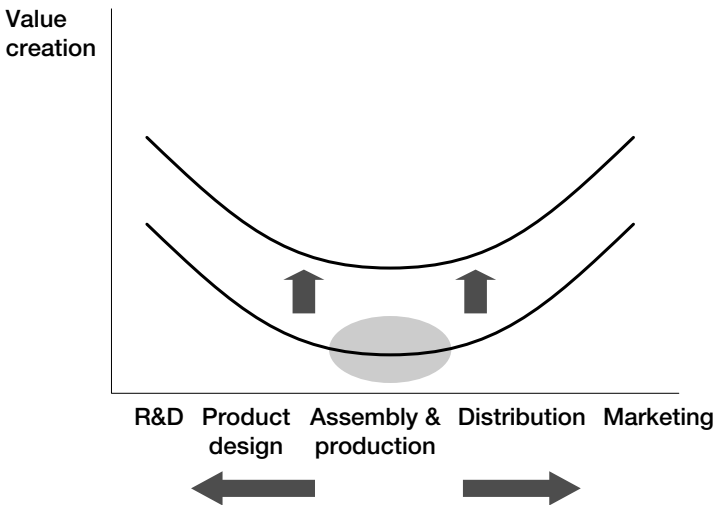 Value
creation
R&D Product Assembly & Distribution Marketing
design production